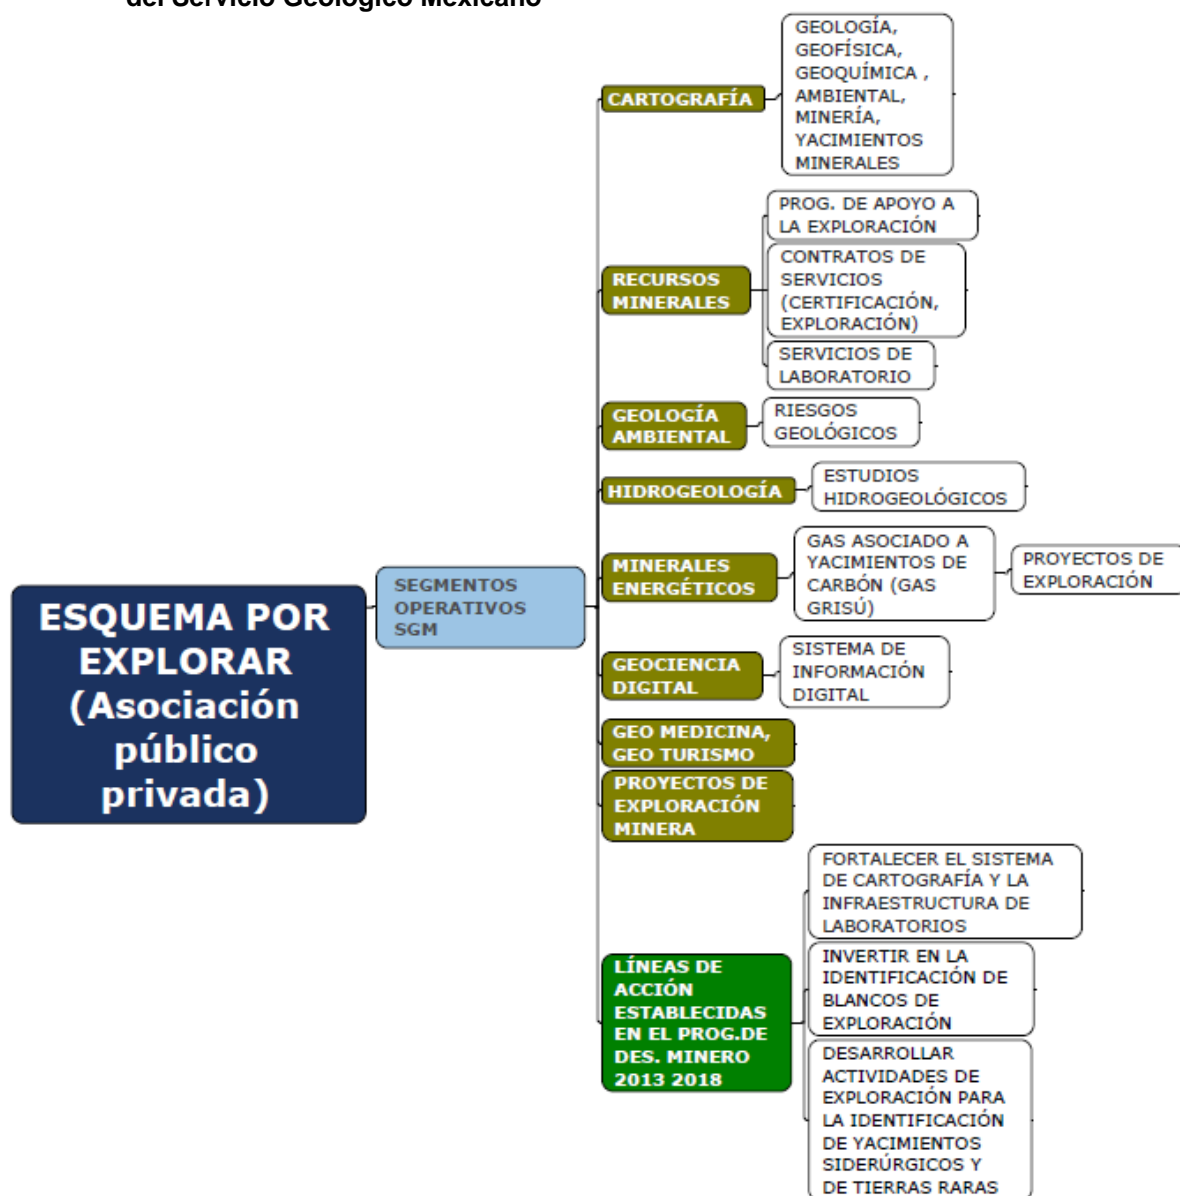 del Servicio Geológico Mexicano
ESQUEMA POR
EXPLORAR
(Asociación
público
privada)
SEGMENTOS
OPERATIVOS
SGM
CARTOGRAFÍA
GEOLOGÍA,
GEOFÍSICA,
GEOQUÍMICA ,
AMBIENTAL,
MINERÍA,
YACIMIENTOS
MINERALES
RECURSOS
MINERALES
PROG. DE APOYO A
LA EXPLORACIÓN
CONTRATOS DE
SERVICIOS
(CERTIFICACIÓN,
EXPLORACIÓN)
SERVICIOS DE
LABORATORIO
GEOLOGÍA
AMBIENTAL
RIESGOS
GEOLÓGICOS
HIDROGEOLOGÍA
ESTUDIOS
HIDROGEOLÓGICOS
MINERALES
ENERGÉTICOS
GAS ASOCIADO A
YACIMIENTOS DE
CARBÓN (GAS
GRISÚ)
PROYECTOS DE
EXPLORACIÓN
GEOCIENCIA
DIGITAL
SISTEMA DE
INFORMACIÓN
DIGITAL
GEO MEDICINA,
GEO TURISMO
PROYECTOS DE
EXPLORACIÓN
MINERA
LÍNEAS DE
ACCIÓN
ESTABLECIDAS
EN EL PROG.DE
DES. MINERO
2013 2018
FORTALECER EL SISTEMA
DE CARTOGRAFÍA Y LA
INFRAESTRUCTURA DE
LABORATORIOS
INVERTIR EN LA
IDENTIFICACIÓN DE
BLANCOS DE
EXPLORACIÓN
DESARROLLAR
ACTIVIDADES DE
EXPLORACIÓN PARA
LA IDENTIFICACIÓN
DE YACIMIENTOS
SIDERÚRGICOS Y
DE TIERRAS RARAS